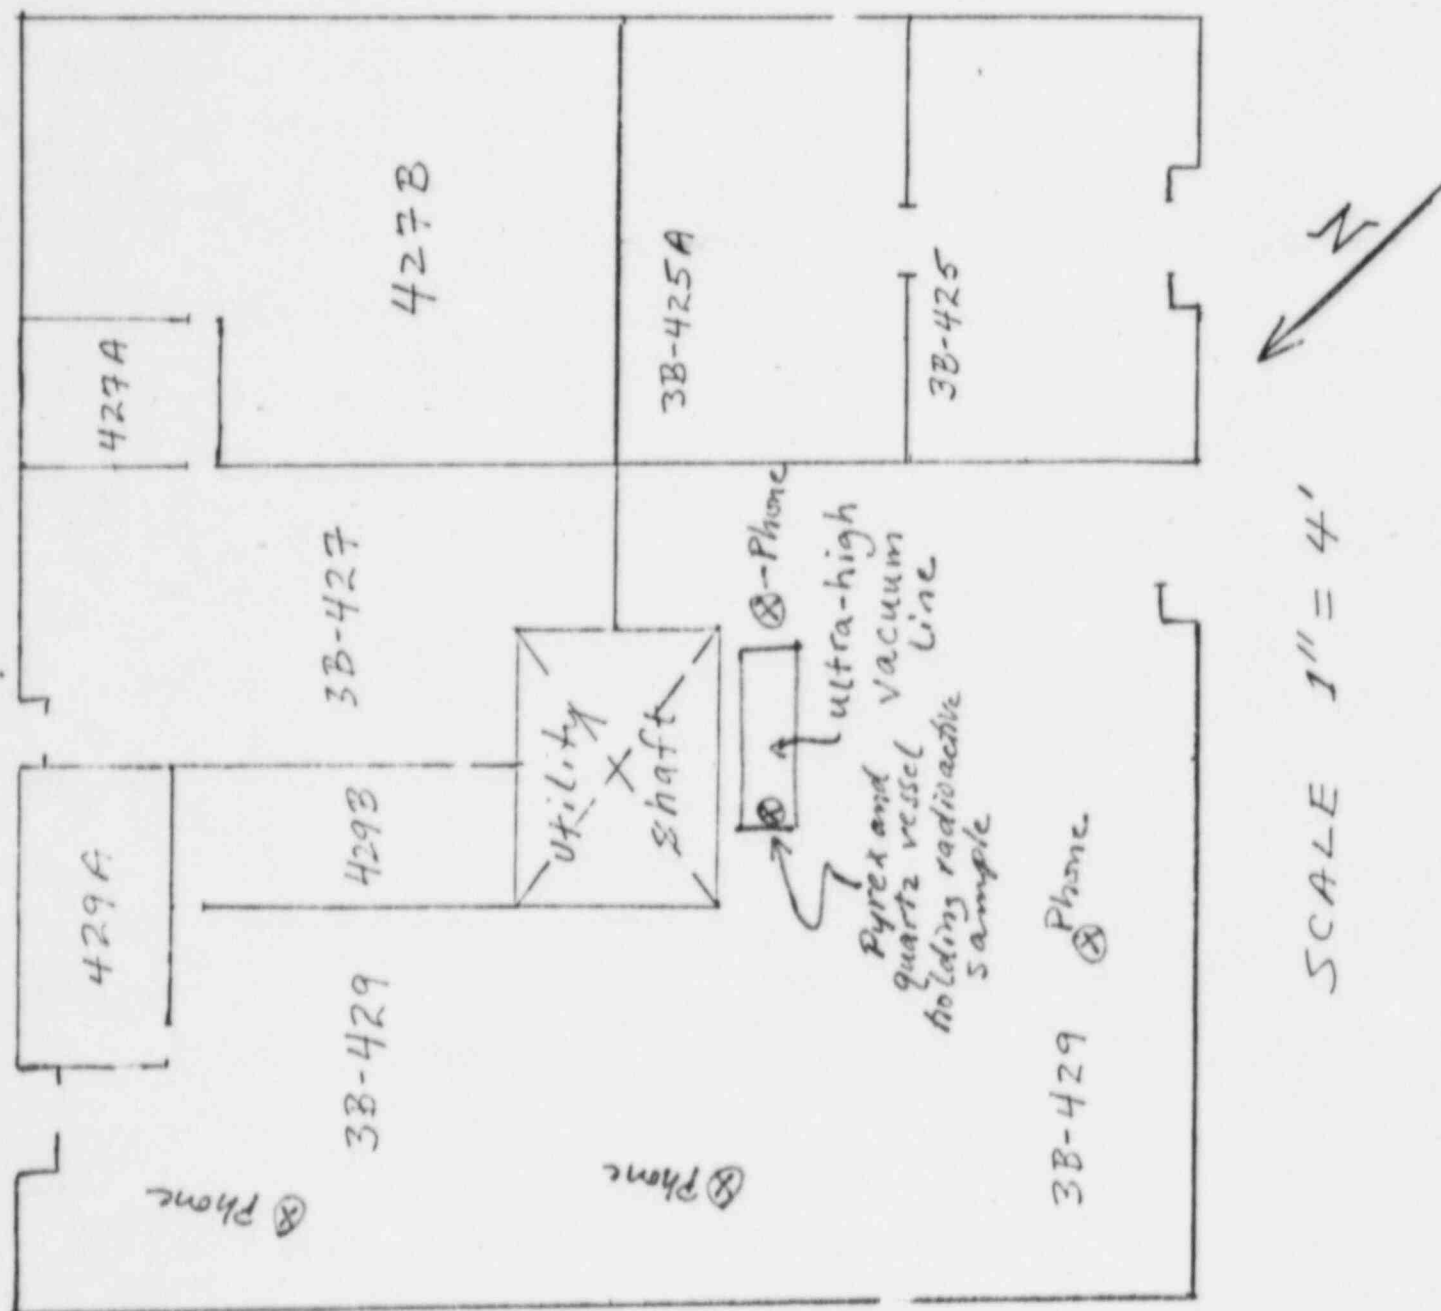 427A
427B
3B-425A
3B-425
3B-427
429A
429B
3B-429
Utility
Shaft
⊗-Phone
ultra-high
vacuum
Line
Pyrex and
quartz vessel
holding radioactive
sample
Phone
⊗
3B-429
⊗ Phone
⊗ Phone
N
SCALE 1" = 4'